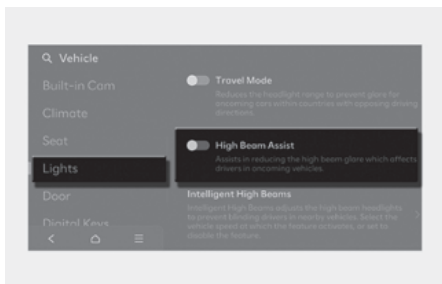 Vehicle
Built-in Cam
Climate
Seat
Lights
Door
Digital Keys
Travel Mode
Reduces the headlight range to prevent glare for
oncoming cars within countries with opposing driving
directions.
High Beam Assist
Assists in reducing the high beam glare which affects
drivers in oncoming vehicles.
Intelligent High Beams
Intelligent High Beams adjusts the high beam headlights
to prevent blinding drivers in nearby vehicles. Select the
vehicle speed at which the feature activates, or set to
disable the feature.